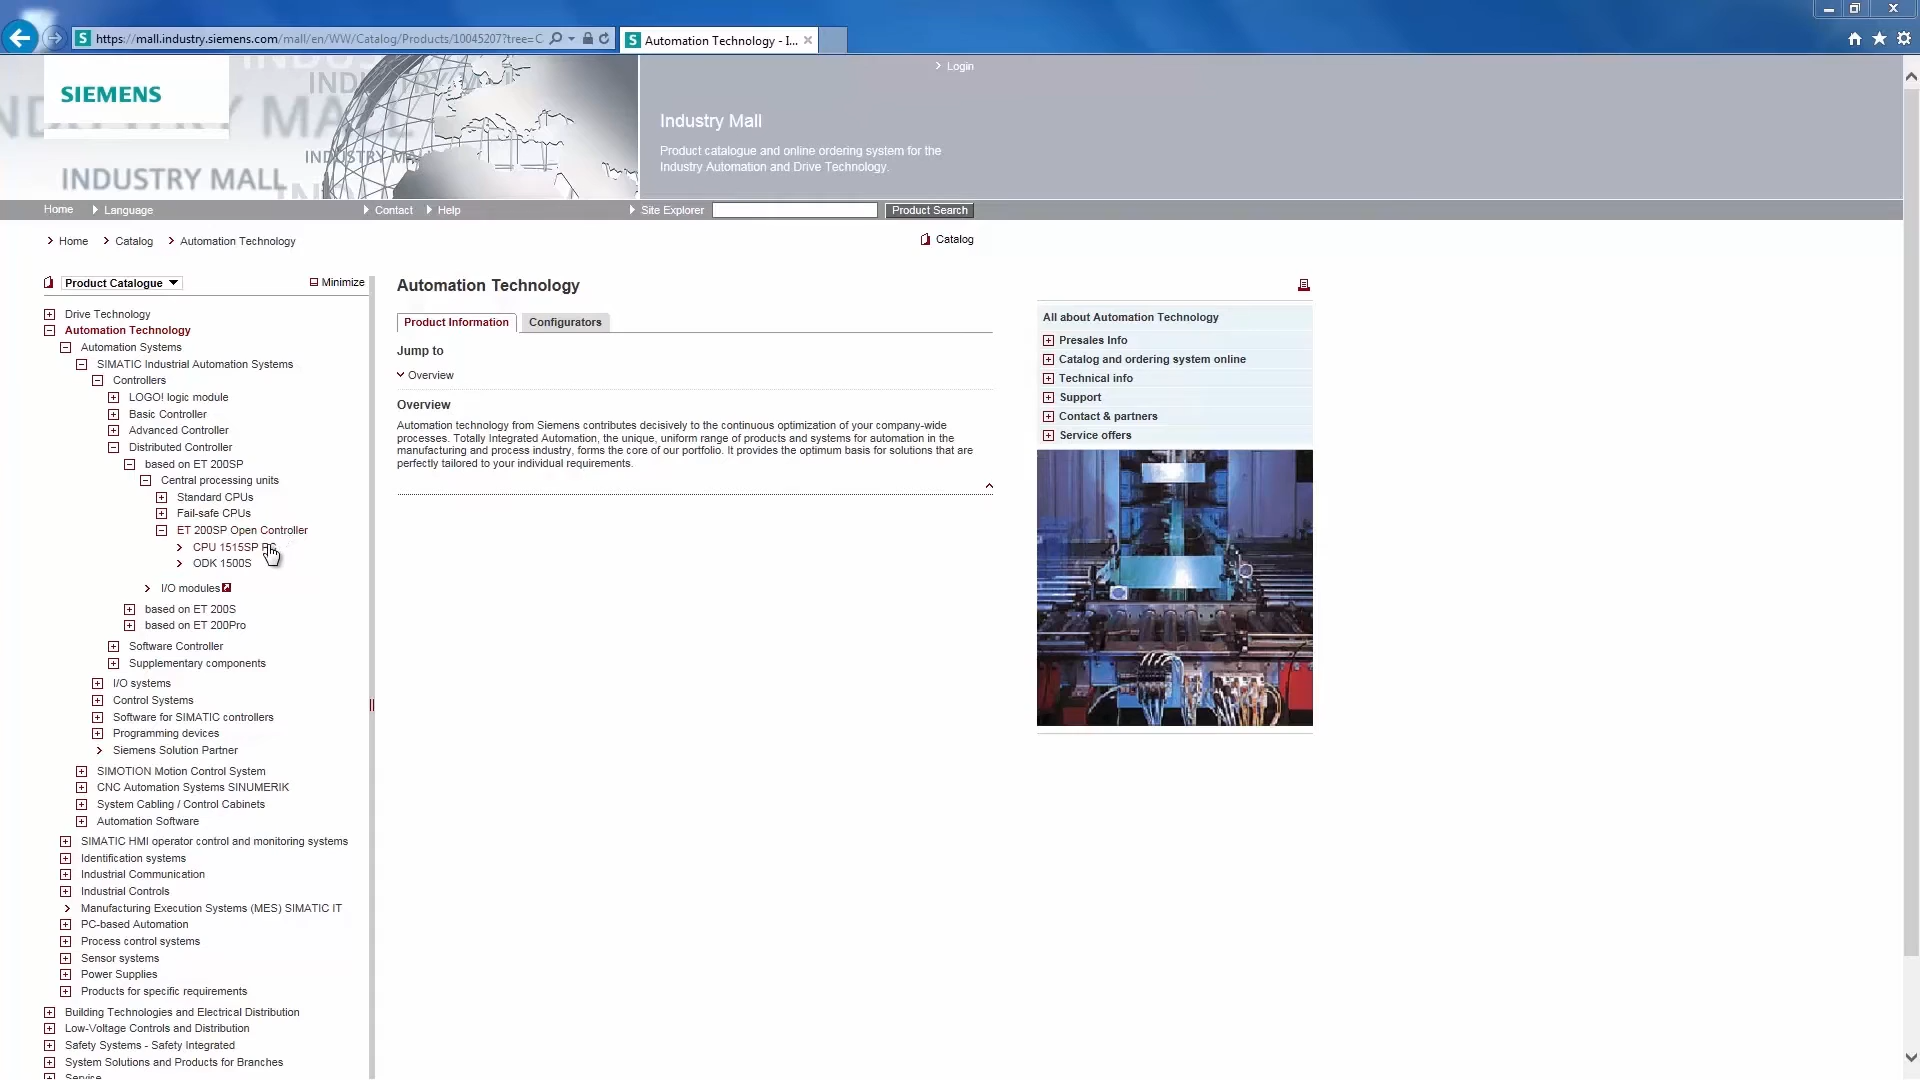 https://mall.industry.siemens.com/mall/en/WW/Catalog/Products/10045207?tree=C
Automation Technology - I...
SIEMENS
INDUSTRY MALL
Login
Industry Mall
Product catalogue and online ordering system for the
Industry Automation and Drive Technology.
Home
Language
Contact
Help
Site Explorer
Product Search
Home
Catalog
Automation Technology
Catalog
Product Catalogue
Minimize
Drive Technology
Automation Technology
Automation Systems
SIMATIC Industrial Automation Systems
Controllers
LOGO! logic module
Basic Controller
Advanced Controller
Distributed Controller
based on ET 200SP
Central processing units
Standard CPUs
Fail-safe CPUs
ET 200SP Open Controller
CPU 1515SP PC
ODK 1500S
I/O modules
based on ET 200S
based on ET 200Pro
Software Controller
Supplementary components
I/O systems
Control Systems
Software for SIMATIC controllers
Programming devices
Siemens Solution Partner
SIMOTION Motion Control System
CNC Automation Systems SINUMERIK
System Cabling / Control Cabinets
Automation Software
SIMATIC HMI operator control and monitoring systems
Identification systems
Industrial Communication
Industrial Controls
Manufacturing Execution Systems (MES) SIMATIC IT
PC-based Automation
Process control systems
Sensor systems
Power Supplies
Products for specific requirements
Building Technologies and Electrical Distribution
Low-Voltage Controls and Distribution
Safety Systems - Safety Integrated
System Solutions and Products for Branches
Service
Automation Technology
Product Information
Configurators
Jump to
Overview
Overview
Automation technology from Siemens contributes decisively to the continuous optimization of your company-wide
processes. Totally Integrated Automation, the unique, uniform range of products and systems for automation in the
manufacturing and process industry, forms the core of our portfolio. It provides the optimum basis for solutions that are
perfectly tailored to your individual requirements.
All about Automation Technology
Presales Info
Catalog and ordering system online
Technical info
Support
Contact & partners
Service offers